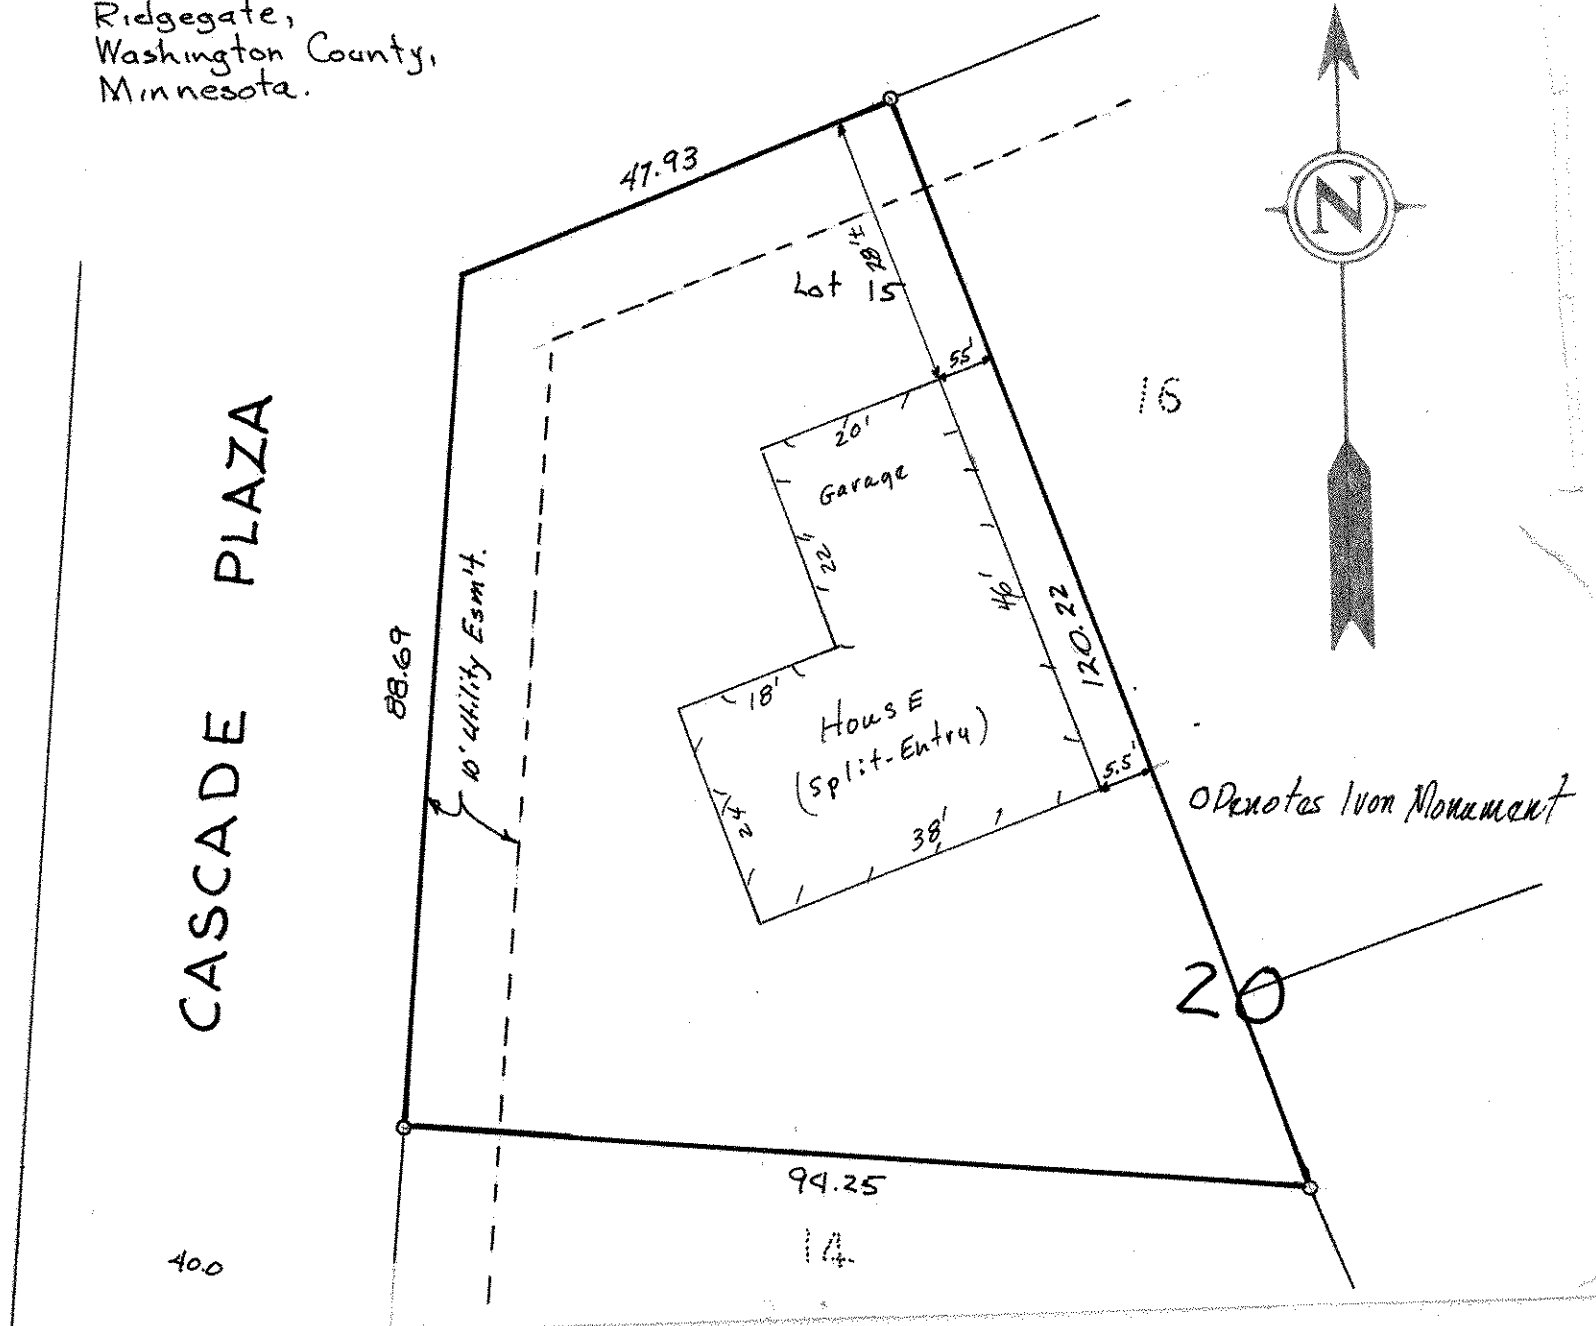 Ridgegate,
Washington County,
Minnesota.
47.93
N
28'±
Lot 15
55'
16
20'
Garage
CASCADE PLAZA
22'
46'
120.22
88.69
10' Utility Esm't.
18'
House
(Split-Entry)
5.5'
O Denotes Iron Monument
24'
38'
20
94.25
14
40.0